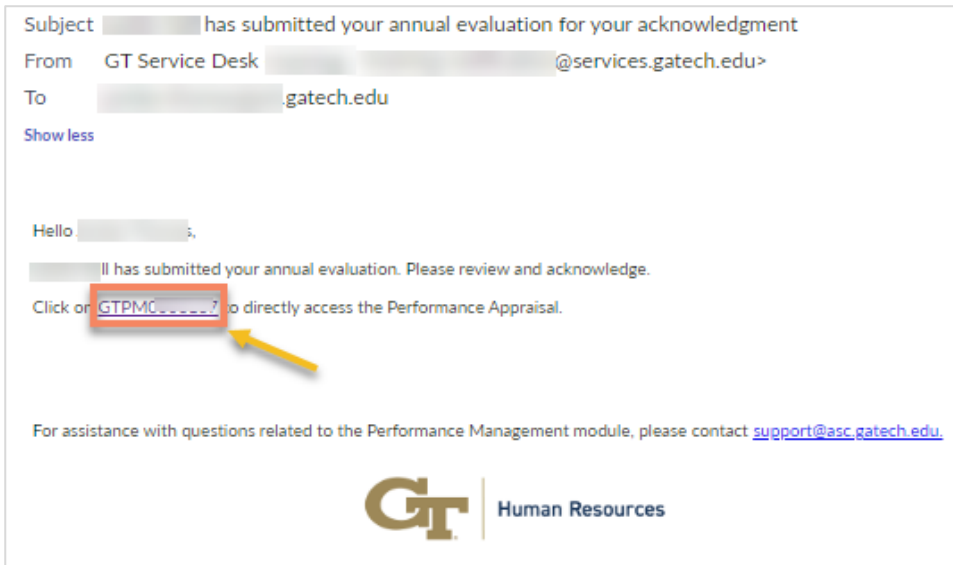 Subject has submitted your annual evaluation for your acknowledgment
From GT Service Desk @services.gatech.edu>
To .gatech.edu
Show less
Hello s,
ll has submitted your annual evaluation. Please review and acknowledge.
Click on to directly access the Performance Appraisal.
For assistance with questions related to the Performance Management module, please contact support@asc.gatech.edu.
GT Human Resources